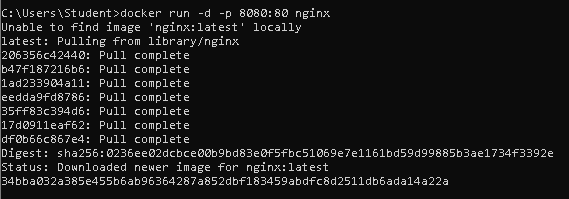 C:\Users\Student>docker run -d -p 8080:80 nginx
Unable to find image 'nginx:latest' locally
latest: Pulling from library/nginx
206356c42440: Pull complete
b47f187216b6: Pull complete
1ad233904a11: Pull complete
eedda9fd8786: Pull complete
35ff83c394d6: Pull complete
17d0911eaf62: Pull complete
df0b66c867e4: Pull complete
Digest: sha256:0236ee02dcbce00b9bd83e0f5fbc51069e7e1161bd59d99885b3ae1734f3392e
Status: Downloaded newer image for nginx:latest
34bba032a385e455b6ab96364287a852dbf183459abdfc8d2511db6ada14a22a